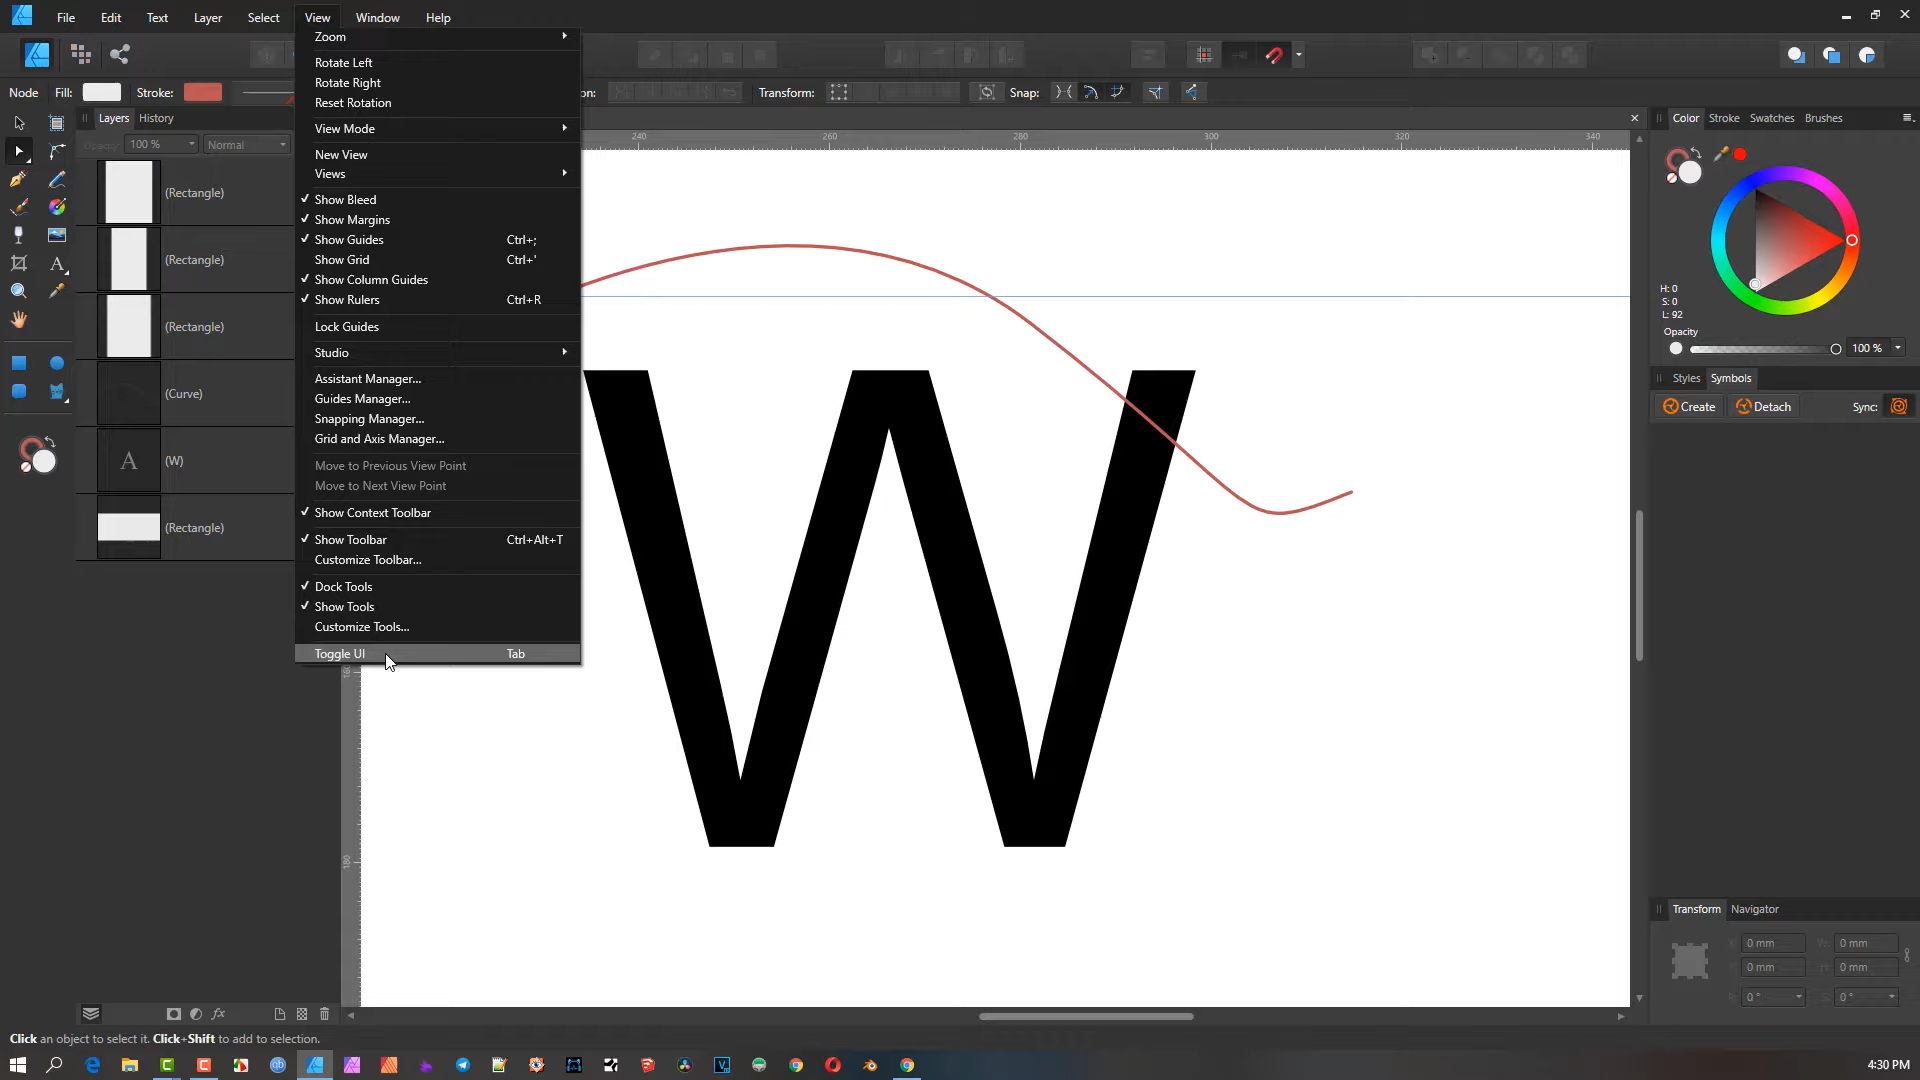 File Edit Text Layer Select View Window Help
Node Fill: Stroke: on: Transform: Snap:
Layers History
Opacity: 100 % Normal
(Rectangle)
(Rectangle)
(Rectangle)
(Curve)
A (W)
(Rectangle)
Zoom
Rotate Left
Rotate Right
Reset Rotation
View Mode
New View
Views
Show Bleed
Show Margins
Show Guides Ctrl+;
Show Grid Ctrl+'
Show Column Guides
Show Rulers Ctrl+R
Lock Guides
Studio
Assistant Manager...
Guides Manager...
Snapping Manager...
Grid and Axis Manager...
Move to Previous View Point
Move to Next View Point
Show Context Toolbar
Show Toolbar Ctrl+Alt+T
Customize Toolbar...
Dock Tools
Show Tools
Customize Tools...
Toggle UI Tab
240 260 280 300 320 340
180
W
Color Stroke Swatches Brushes
H: 0
S: 0
L: 92
Opacity
100 %
Styles Symbols
Create Detach Sync:
Transform Navigator
0 mm 0 mm
0 mm 0 mm
0 ° 0 °
fx
Click an object to select it. Click+Shift to add to selection.
4:30 PM